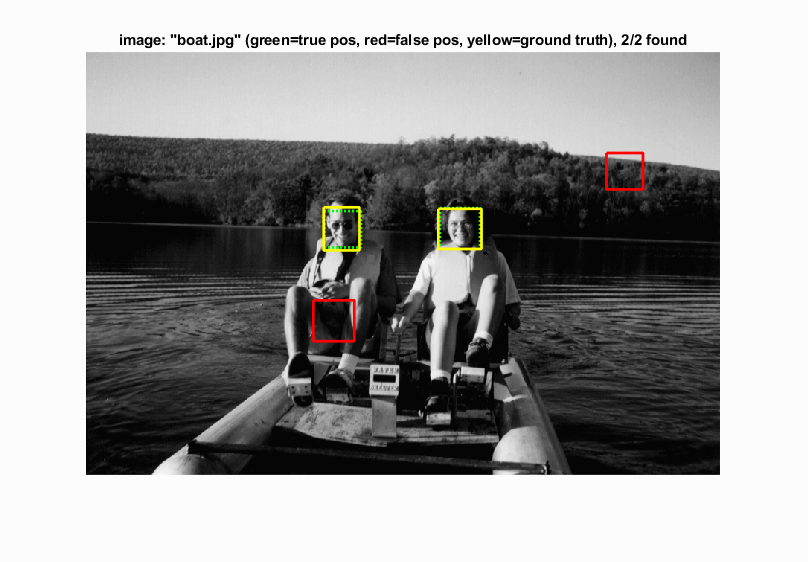 image: "boat.jpg" (green=true pos, red=false pos, yellow=ground truth), 2/2 found